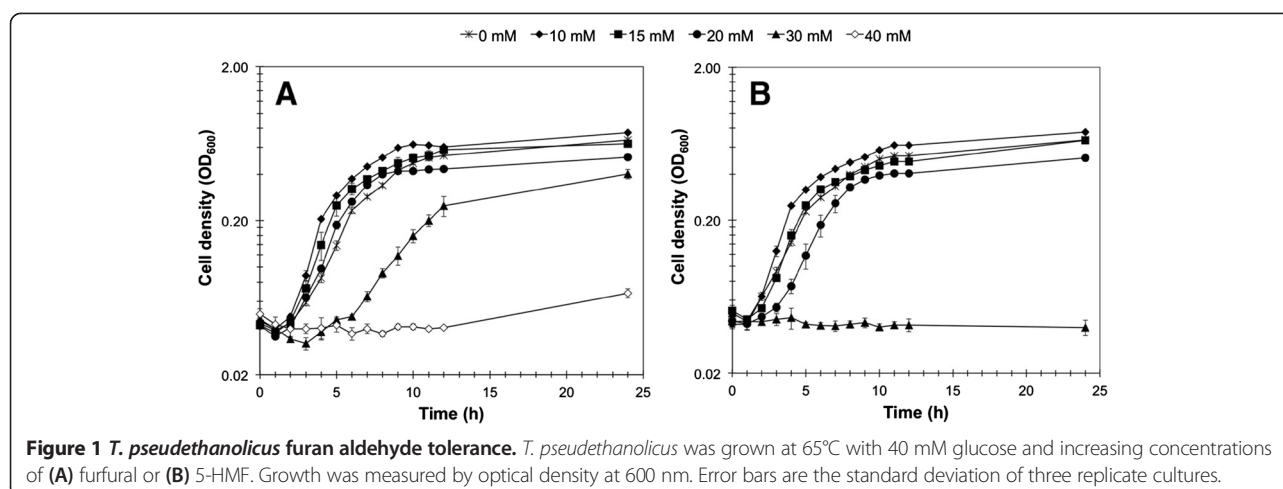 0 mM 10 mM 15 mM 20 mM 30 mM 40 mM
A
2.00
0.20
0.02
Cell density (OD600)
0 5 10 15 20 25
Time (h)
B
2.00
0.20
0.02
Cell density (OD600)
0 5 10 15 20 25
Time (h)
Figure 1 T. pseudethanolicus furan aldehyde tolerance. T. pseudethanolicus was grown at 65°C with 40 mM glucose and increasing concentrations
of (A) furfural or (B) 5-HMF. Growth was measured by optical density at 600 nm. Error bars are the standard deviation of three replicate cultures.